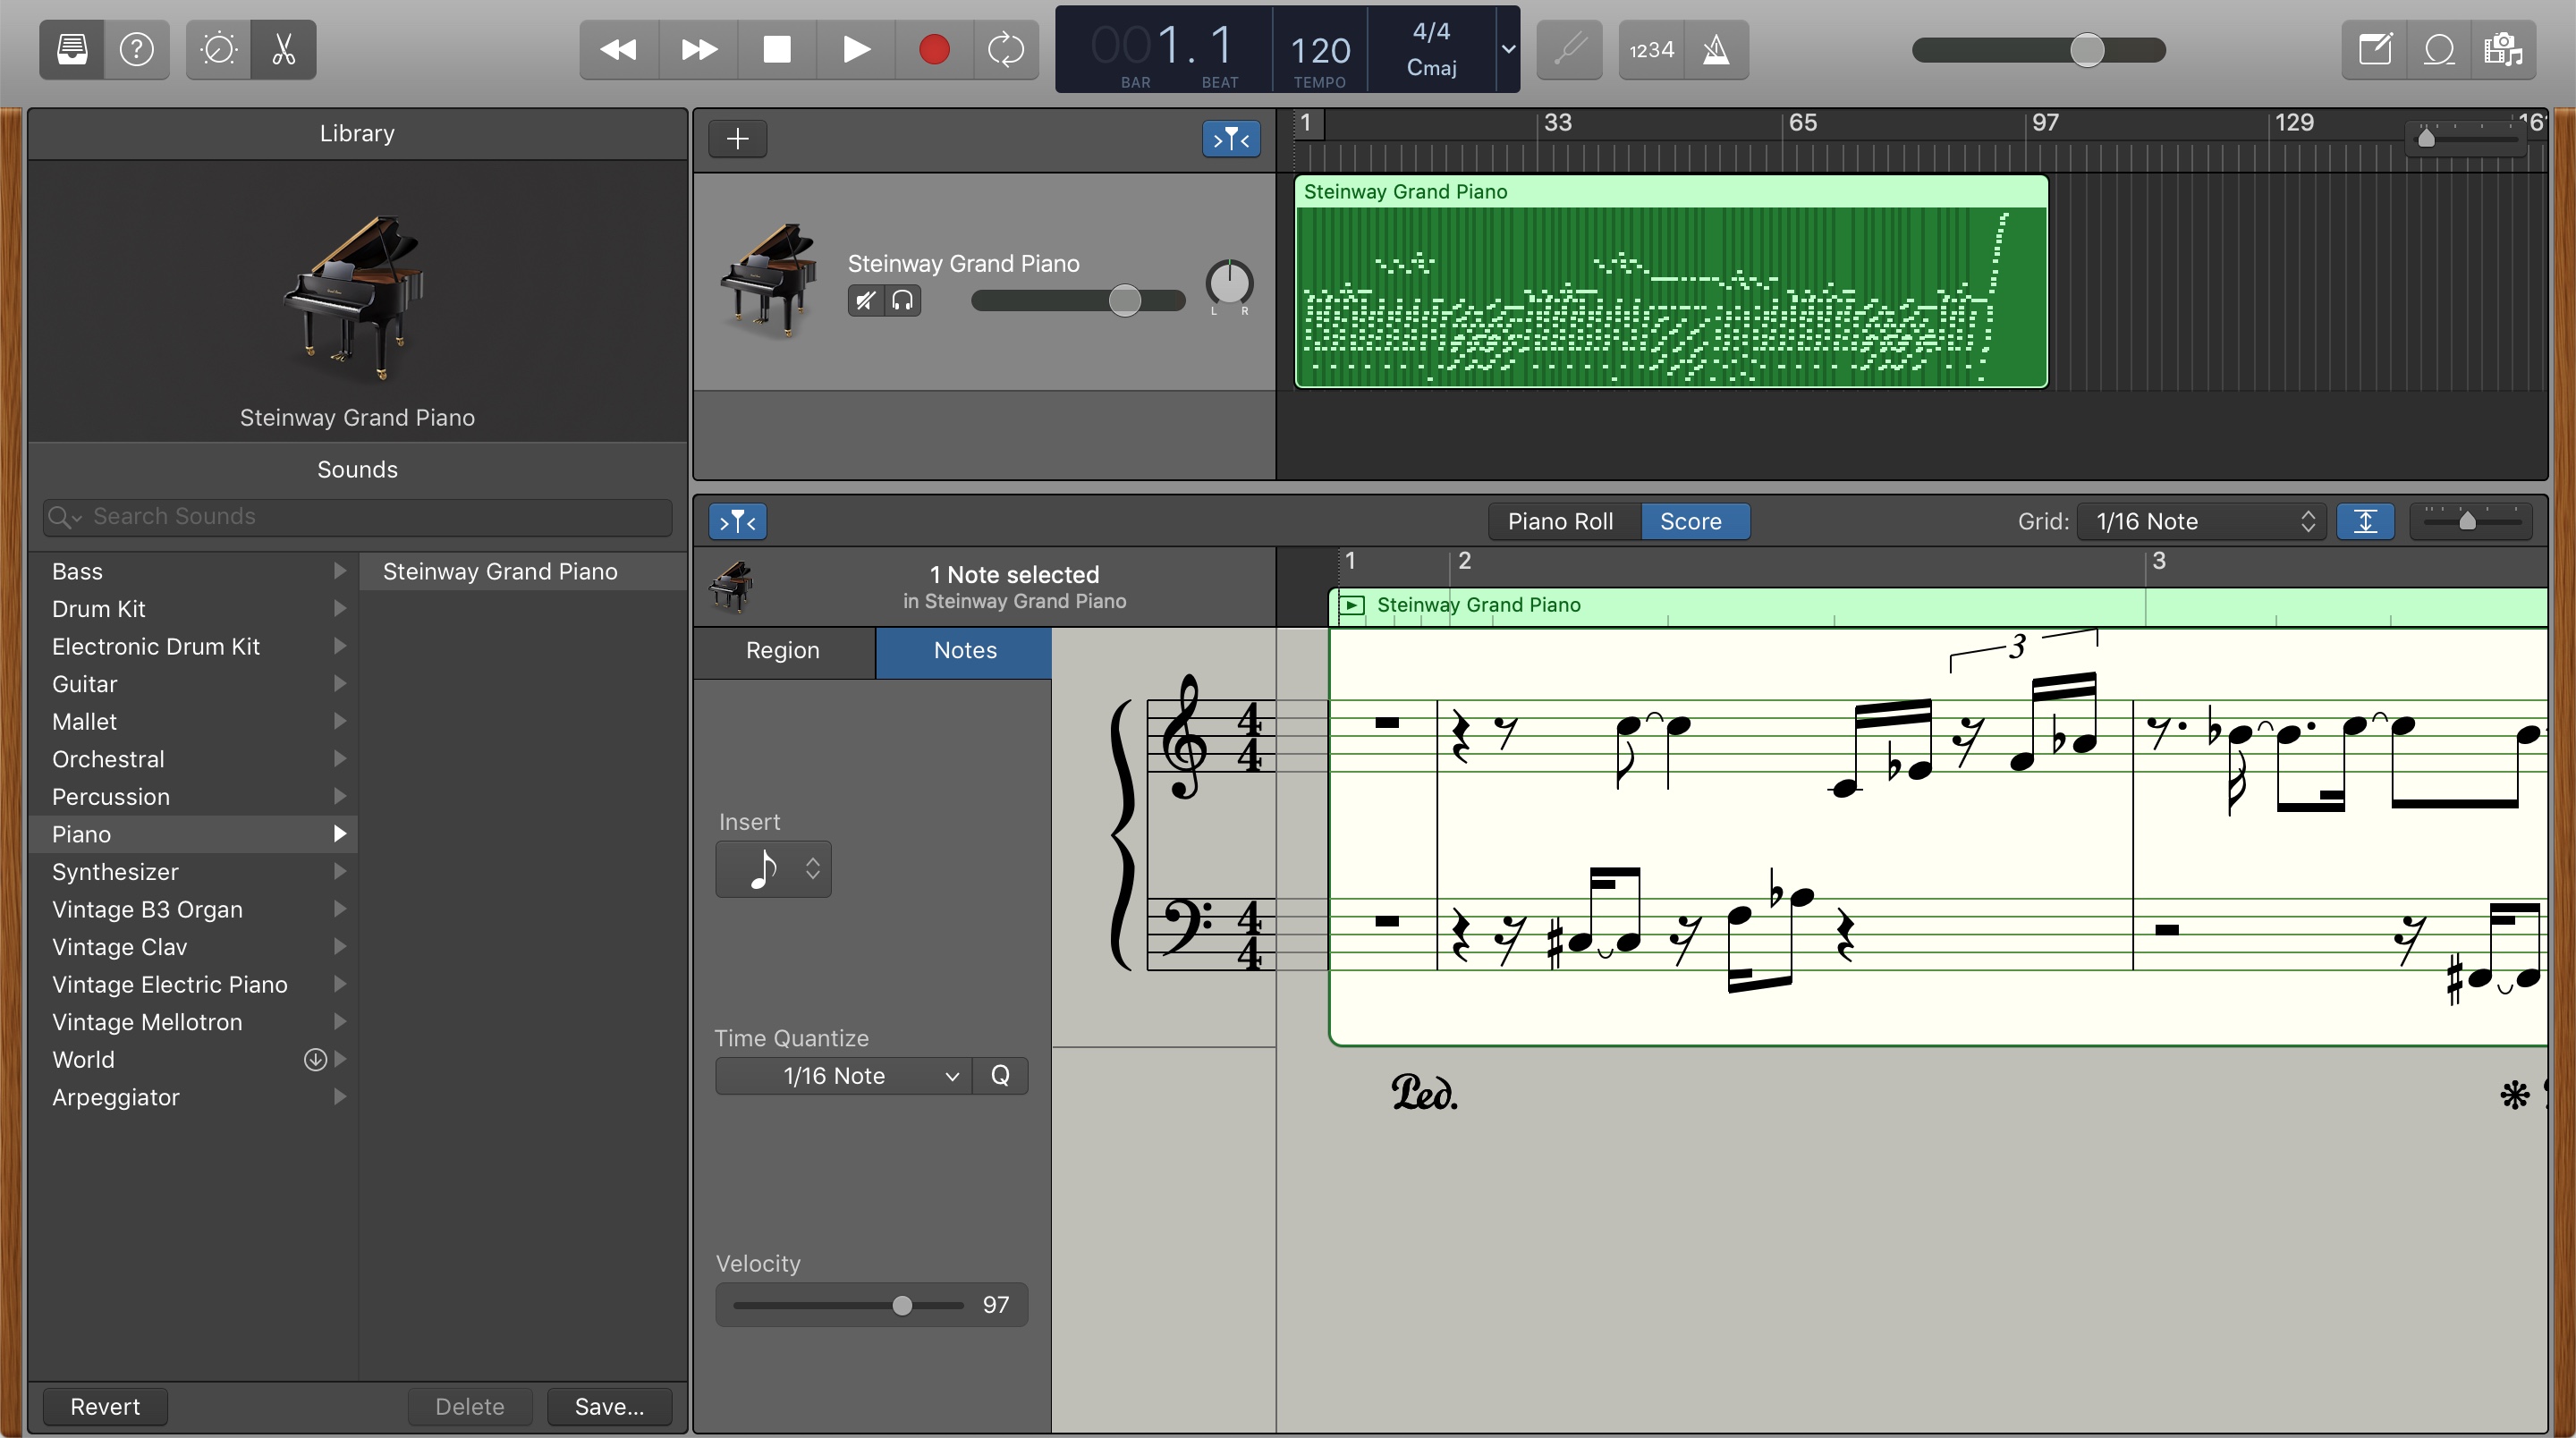 001. 1
BAR BEAT
120
TEMPO
4/4
Cmaj
1234
Library
Steinway Grand Piano
Sounds
Search Sounds
Bass
Drum Kit
Electronic Drum Kit
Guitar
Mallet
Orchestral
Percussion
Piano
Synthesizer
Vintage B3 Organ
Vintage Clav
Vintage Electric Piano
Vintage Mellotron
World
Arpeggiator
Steinway Grand Piano
Revert
Delete
Save...
1 33 65 97 129
Steinway Grand Piano
L R
Steinway Grand Piano
Piano Roll
Score
Grid: 1/16 Note
1 Note selected
in Steinway Grand Piano
1 2 3
Steinway Grand Piano
Region
Notes
Insert
Time Quantize
1/16 Note
Q
Velocity
97
3
4
4
4
4
Ped.